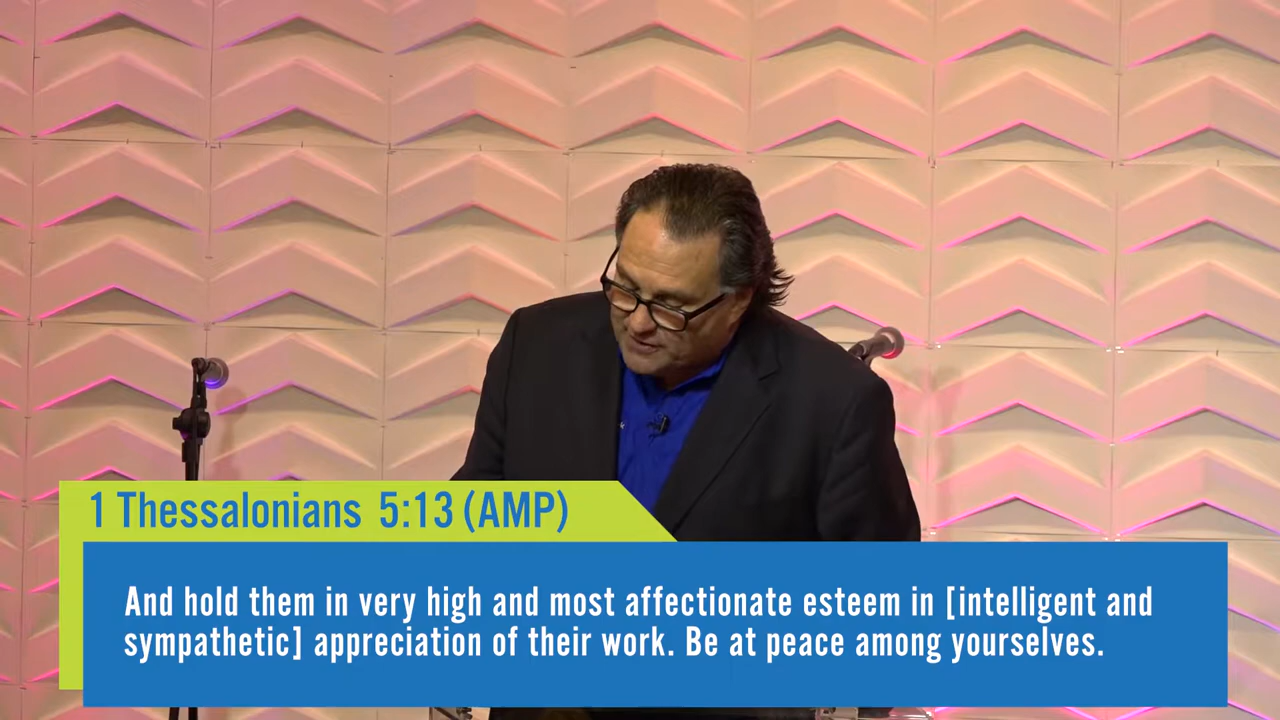 1 Thessalonians 5:13 (AMP)
And hold them in very high and most affectionate esteem in [intelligent and
sympathetic] appreciation of their work. Be at peace among yourselves.